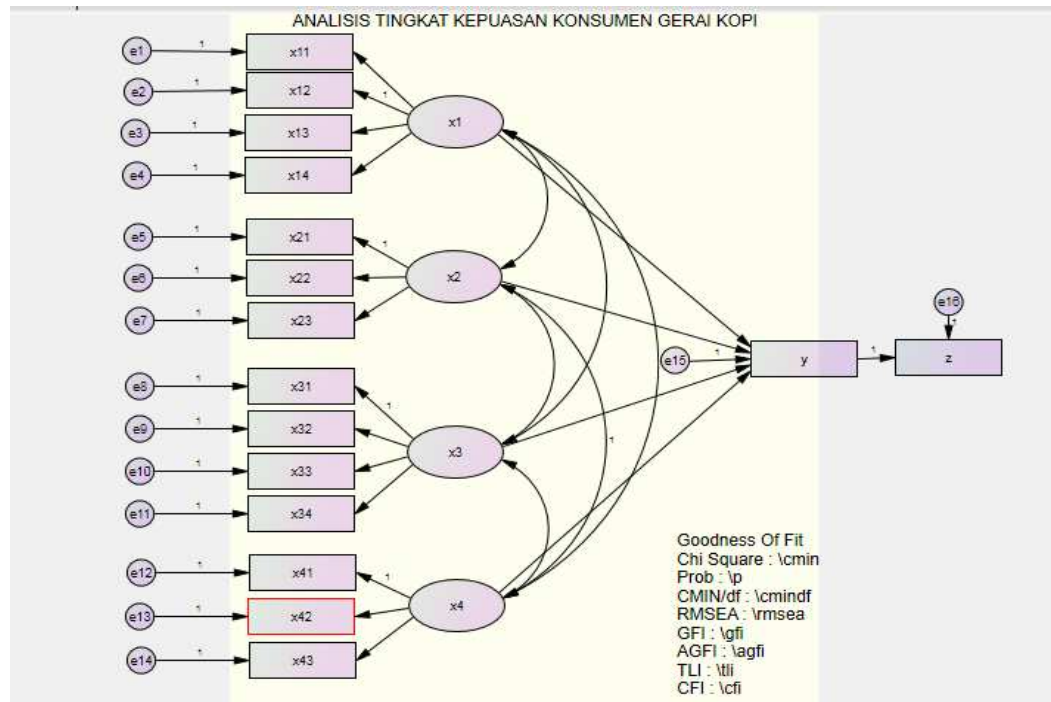 ANALISIS TINGKAT KEPUASAN KONSUMEN GERAI KOPI
e1 1 x11
e2 1 x12 1 x1
e3 1 x13
e4 1 x14
e5 1 x21 1
e6 1 x22 x2
e7 1 x23
e16
1
e15 1 y 1 z
e8 1 x31 1
e9 1 x32
x3 1
e10 1 x33
e11 1 x34
e12 1 x41 1
e13 1 x42 x4
e14 1 x43
Goodness Of Fit
Chi Square : \cmin
Prob : \p
CMIN/df : \cmindf
RMSEA : \rmsea
GFI : \gfi
AGFI : \agfi
TLI : \tli
CFI : \cfi